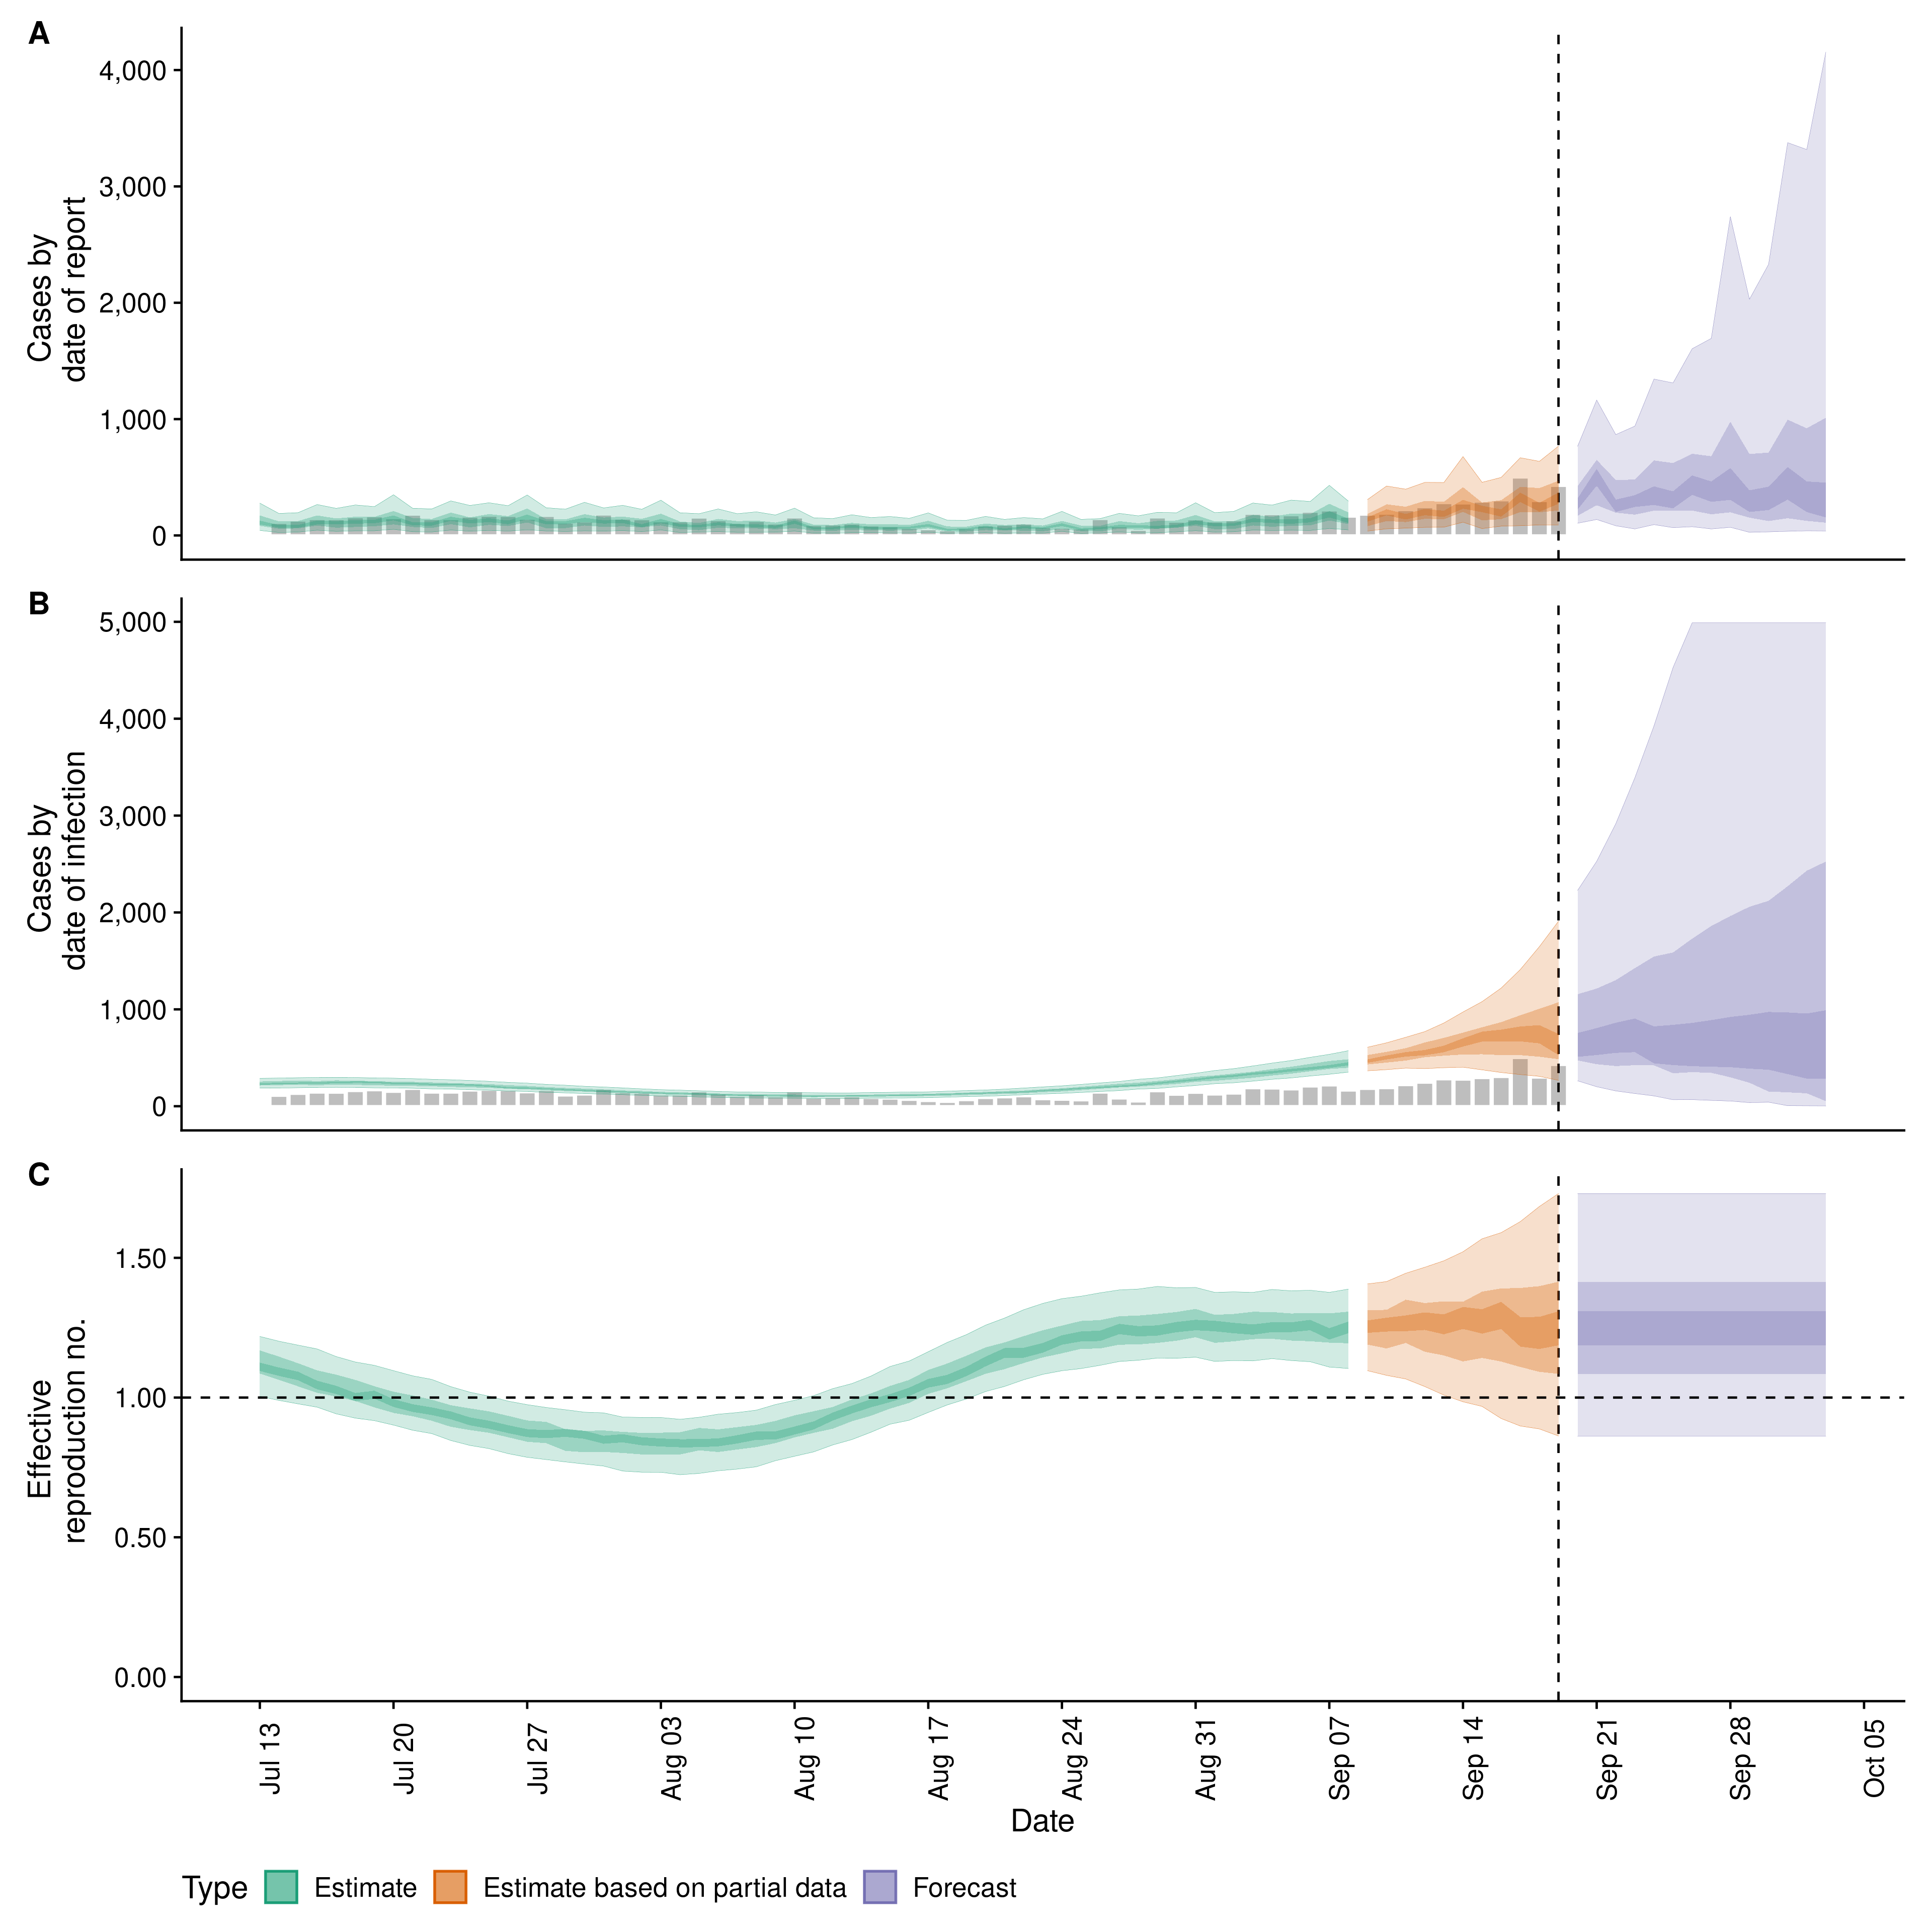 A
Cases by
date of report
4,000
3,000
2,000
1,000
0
B
Cases by
date of infection
5,000
4,000
3,000
2,000
1,000
0
C
Effective
reproduction no.
1.50
1.00
0.50
0.00
Jul 13
Jul 20
Jul 27
Aug 03
Aug 10
Aug 17
Aug 24
Aug 31
Sep 07
Sep 14
Sep 21
Sep 28
Oct 05
Date
Type Estimate Estimate based on partial data Forecast